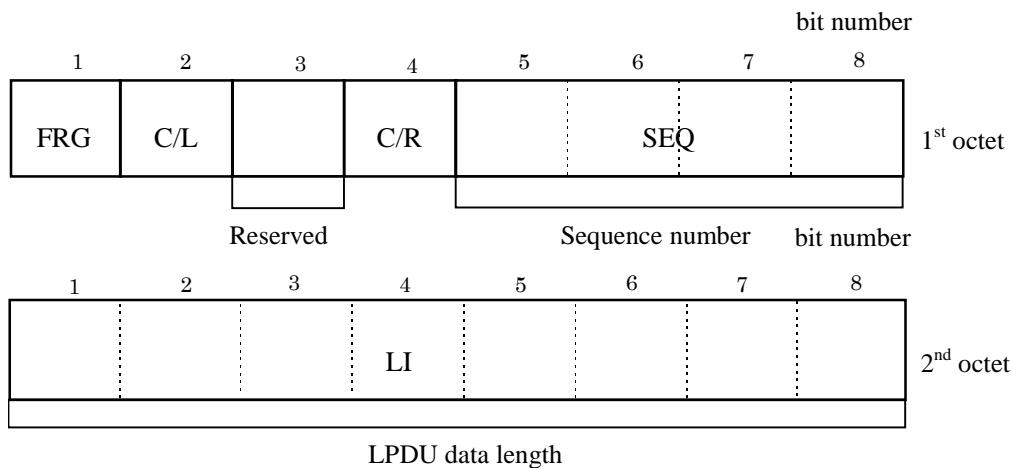 bit number
1 2 3 4 5 6 7 8
FRG C/L C/R SEQ 1st octet
Reserved Sequence number bit number
1 2 3 4 5 6 7 8
LI 2nd octet
LPDU data length